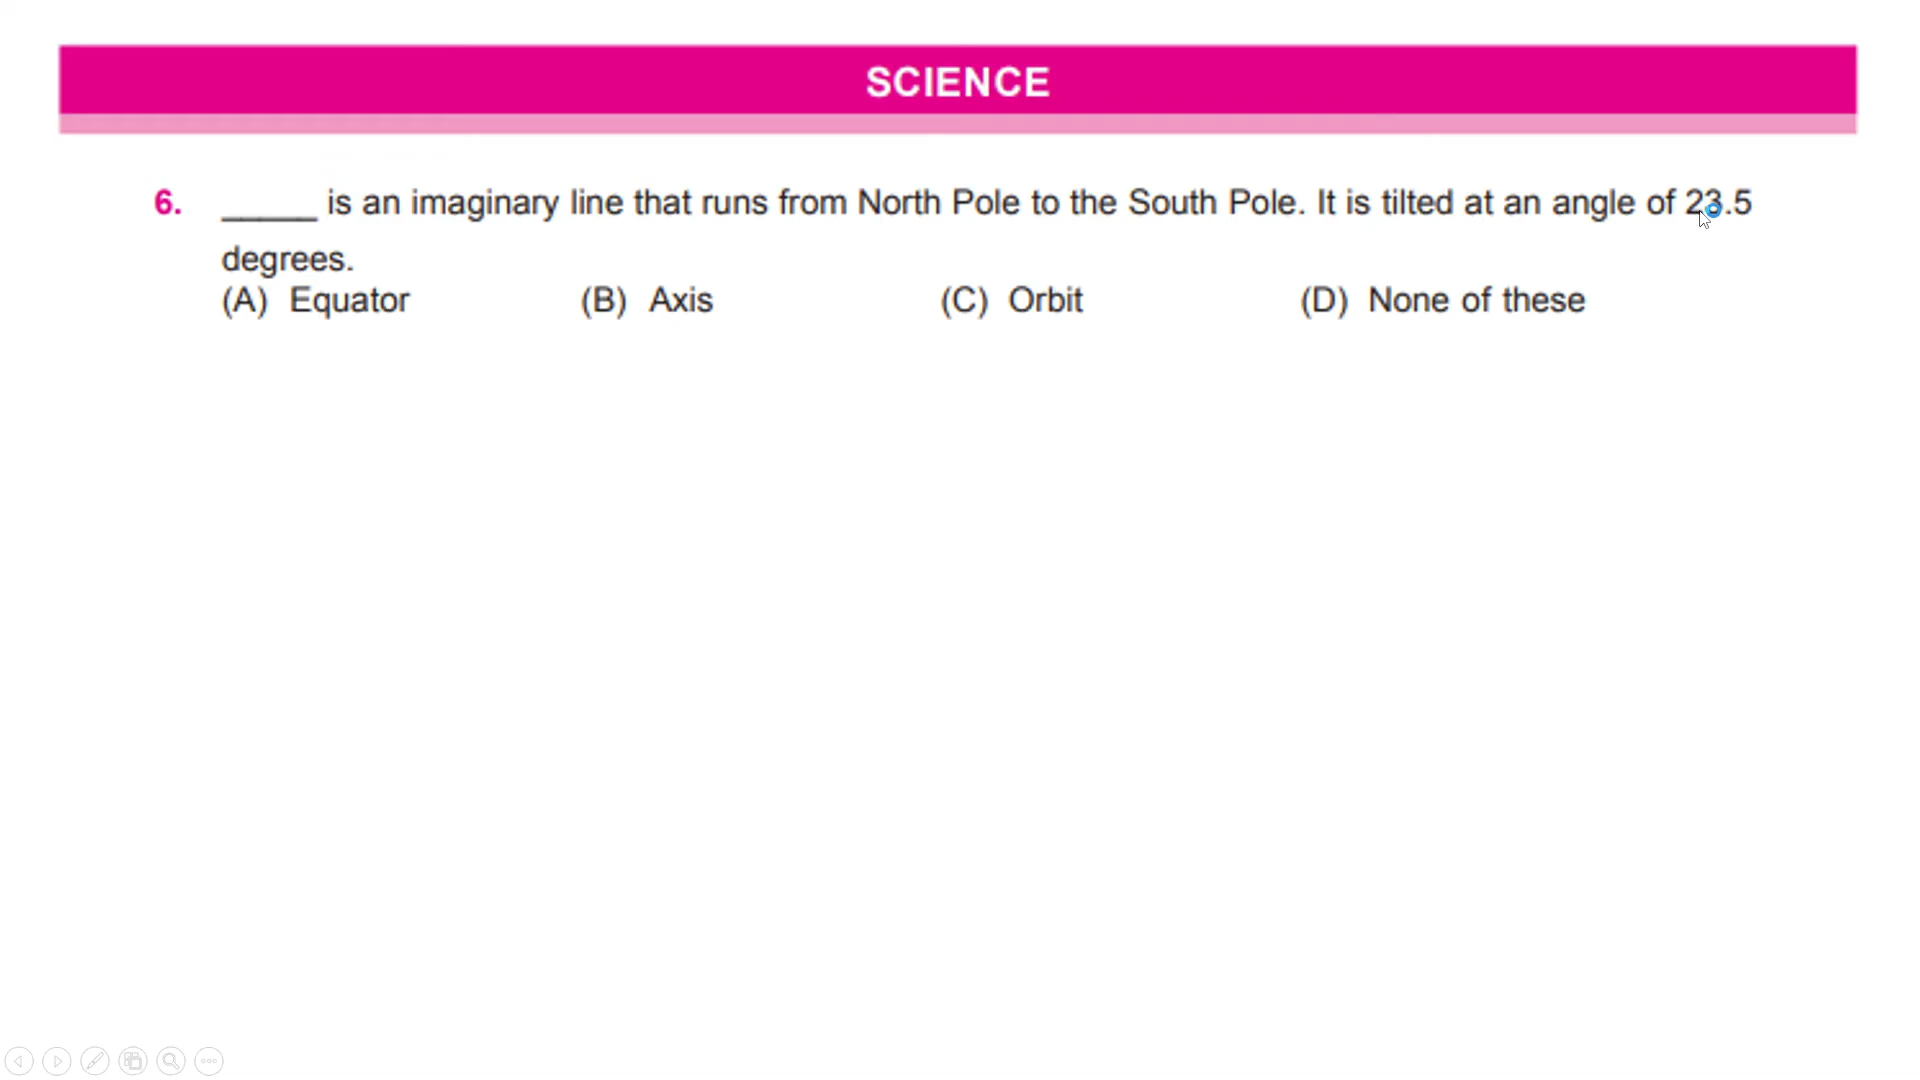 SCIENCE
6. _____ is an imaginary line that runs from North Pole to the South Pole. It is tilted at an angle of 23.5
degrees.
(A) Equator (B) Axis (C) Orbit (D) None of these